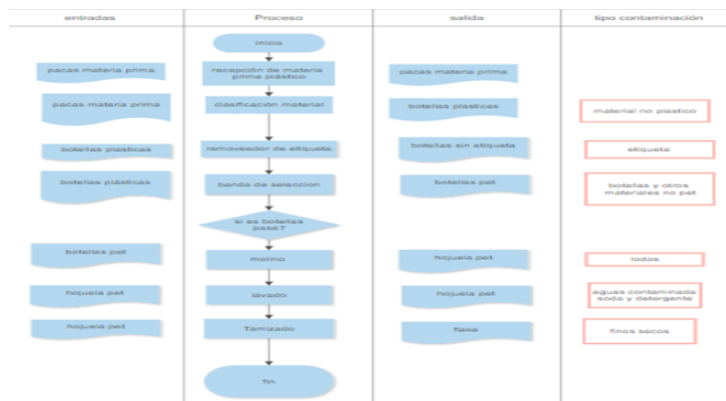 entradas
Proceso
salida
tipo contaminación
inicio
pacas materia prima
recepción de materia
prima plástico
pacas materia prima
pacas materia prima
clasificación material
botellas plasticas
material no plastico
botellas plasticas
removeedor de etiqueta
botellas sin etiqueta
etiqueta
botellas plásticas
banda de seleccion
botellas pet
botellas y otros
materiales no pet
si es botellas
pasa?
botellas pet
molino
hojuela pet
lodos
hojuela pet
lavado
hojuela pet
aguas contaminada
soda y detergente
hojuela pet
Tamizado
flake
finos secos
fin